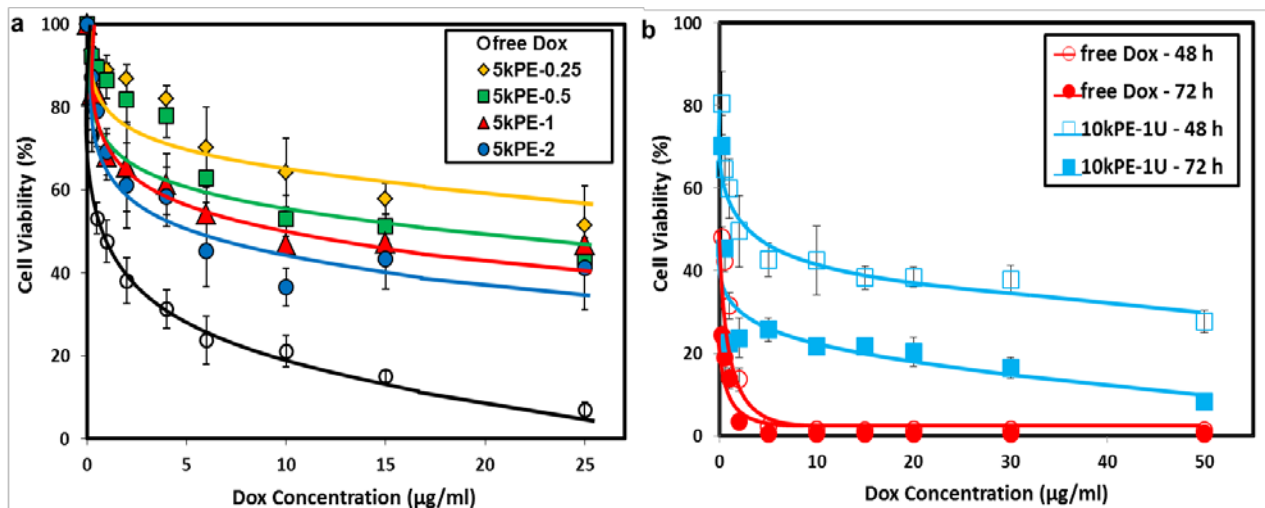 a
free Dox
5kPE-0.25
5kPE-0.5
5kPE-1
5kPE-2
100
80
60
40
20
0
Cell Viability (%)
0 5 10 15 20 25
Dox Concentration (µg/ml)
b
free Dox - 48 h
free Dox - 72 h
10kPE-1U - 48 h
10kPE-1U - 72 h
100
80
60
40
20
0
Cell Viability (%)
0 10 20 30 40 50
Dox Concentration (µg/ml)